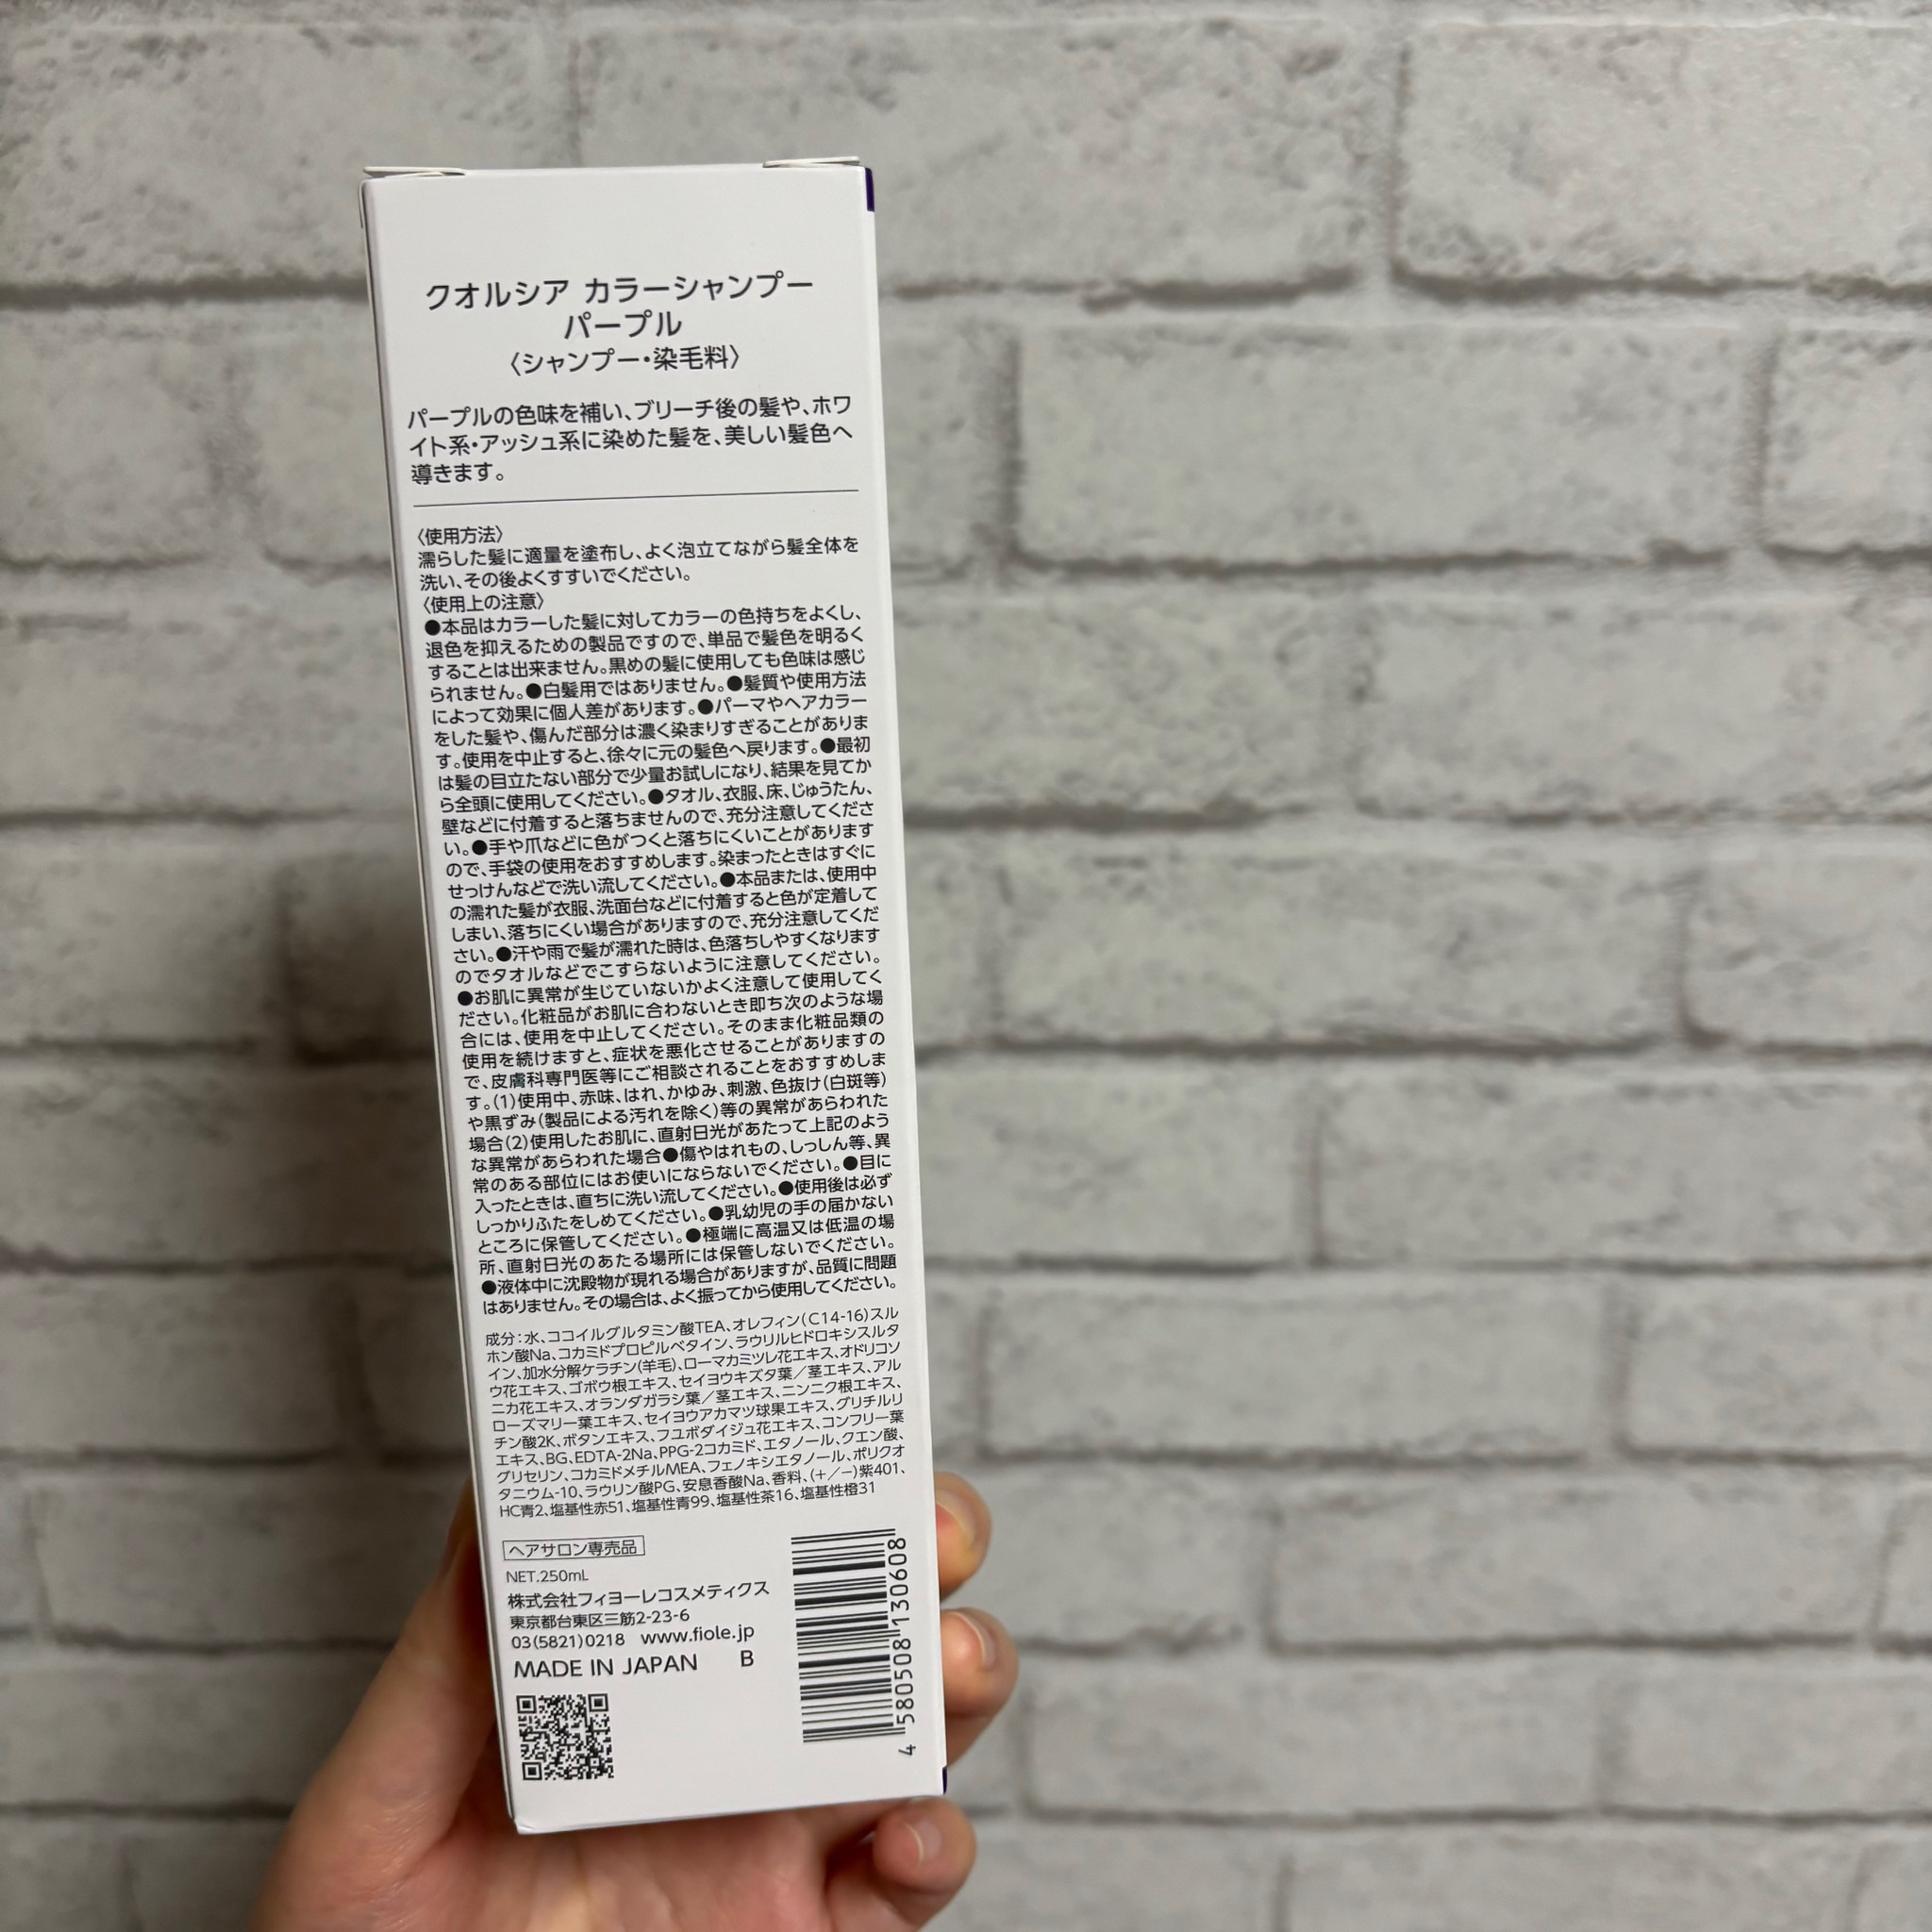 クオルシア カラーシャンプー
パープル
〈シャンプー・染毛料〉
パープルの色味を補い、ブリーチ後の髪や、ホワ
イト系・アッシュ系に染めた髪を、美しい髪色へ
導きます。
〈使用方法〉
濡らした髪に適量を塗布し、よく泡立てながら髪全体を
洗い、その後よくすすいでください。
〈使用上の注意〉
●本品はカラーした髪に対してカラーの色持ちをよくし、
退色を抑えるための製品ですので、単品で髪色を明るく
することは出来ません。黒めの髪に使用しても色味は感じ
られません。●白髪用ではありません。●髪質や使用方法
によって効果に個人差があります。●パーマやヘアカラー
をした髪や、傷んだ部分は濃く染まりすぎることがありま
す。使用を中止すると、徐々に元の髪色へ戻ります。●最初
は髪の目立たない部分で少量お試しになり、結果を見てか
ら全頭に使用してください。●タオル、衣服、床、じゅうたん、
壁などに付着すると落ちませんので、充分注意してくださ
い。●手や爪などに色がつくと落ちにくいことがあります
ので、手袋の使用をおすすめします。染まったときはすぐに
せっけんなどで洗い流してください。●本品または、使用中
の濡れた髪が衣服、洗面台などに付着すると色が定着して
しまい、落ちにくい場合がありますので、充分注意してくだ
さい。●汗や雨で髪が濡れた時は、色落ちしやすくなります
のでタオルなどでこすらないように注意してください。
●お肌に異常が生じていないかよく注意して使用してく
ださい。化粧品がお肌に合わないとき即ち次のような場
合には、使用を中止してください。そのまま化粧品類の
使用を続けますと、症状を悪化させることがありますの
で、皮膚科専門医等にご相談されることをおすすめしま
す。(1)使用中、赤味、はれ、かゆみ、刺激、色抜け(白斑等)
や黒ずみ(製品による汚れを除く)等の異常があらわれた
場合(2)使用したお肌に、直射日光があたって上記のよう
な異常があらわれた場合●傷やはれもの、しっしん等、異
常のある部位にはお使いにならないでください。●目に
入ったときは、直ちに洗い流してください。●使用後は必ず
しっかりふたをしめてください。●乳幼児の手の届かない
ところに保管してください。●極端に高温又は低温の場
所、直射日光のあたる場所には保管しないでください。
●液体中に沈殿物が現れる場合がありますが、品質に問題
はありません。その場合は、よく振ってから使用してください。
成分：水、ココイルグルタミン酸TEA、オレフィン(C14-16)スル
ホン酸Na、コカミドプロピルベタイン、ラウリルヒドロキシスルタ
イン、加水分解ケラチン(羊毛)、ローマカミツレ花エキス、オドリコソ
ウ花エキス、ゴボウ根エキス、セイヨウキズタ葉／茎エキス、アル
ニカ花エキス、オランダガラシ葉／茎エキス、ニンニク根エキス、
ローズマリー葉エキス、セイヨウアカマツ球果エキス、グリチルリ
チン酸2K、ボタンエキス、フユボダイジュ花エキス、コンフリー葉
エキス、BG、EDTA-2Na、PPG-2コカミド、エタノール、クエン酸、
グリセリン、コカミドメチルMEA、フェノキシエタノール、ポリクオ
タニウム-10、ラウリン酸PG、安息香酸Na、香料、(+／−)紫401、
HC青2、塩基性赤51、塩基性青99、塩基性茶16、塩基性橙31
ヘアサロン専売品
NET.250mL
株式会社フィヨーレコスメティクス
東京都台東区三筋2-23-6
03(5821)0218 www.fiole.jp
MADE IN JAPAN B
4 580508 130608